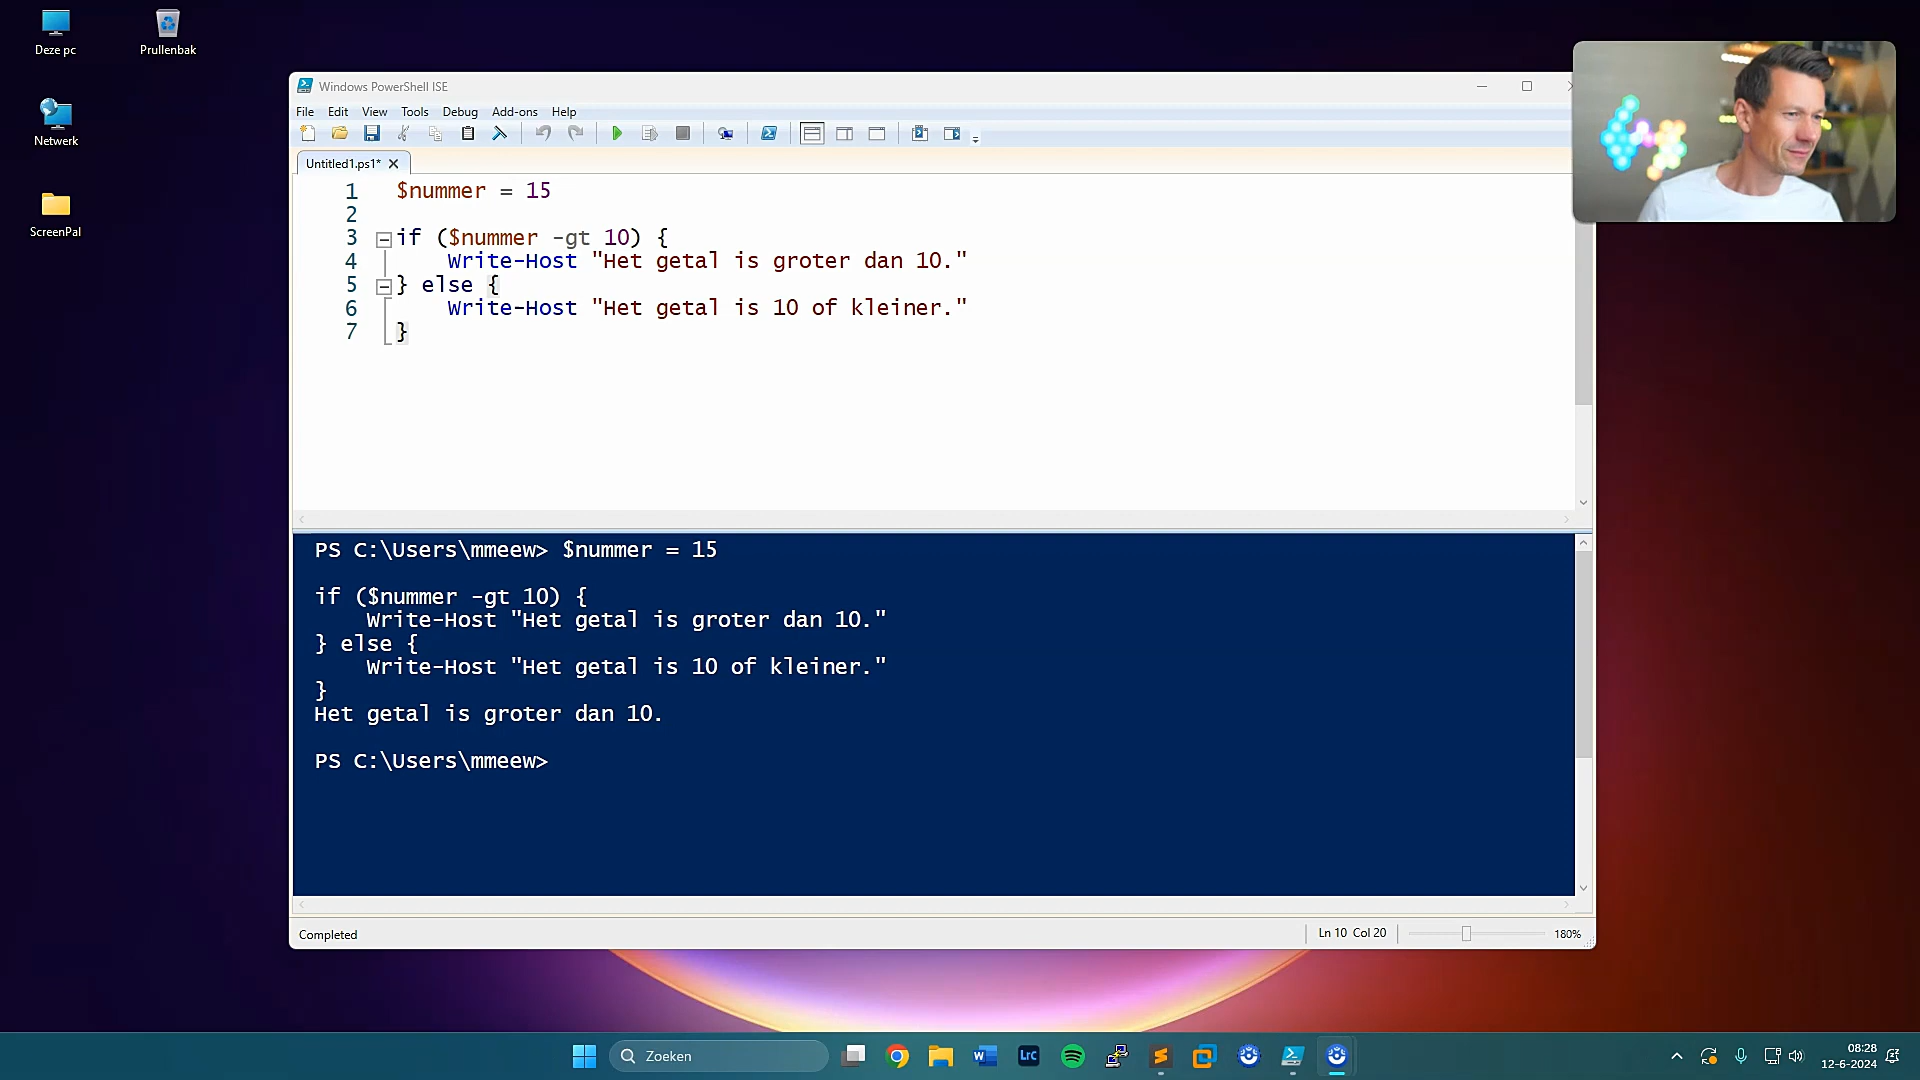 Deze pc
Prullenbak
Netwerk
ScreenPal
Windows PowerShell ISE
File Edit View Tools Debug Add-ons Help
Untitled1.ps1*
1 $nummer = 15
2
3 if ($nummer -gt 10) {
4 Write-Host "Het getal is groter dan 10."
5 } else {
6 Write-Host "Het getal is 10 of kleiner."
7 }
PS C:\Users\mmeew> $nummer = 15
if ($nummer -gt 10) {
Write-Host "Het getal is groter dan 10."
} else {
Write-Host "Het getal is 10 of kleiner."
}
Het getal is groter dan 10.
PS C:\Users\mmeew>
Completed
Ln 10 Col 20
180%
Zoeken
W
LrC
08:28
12-6-2024